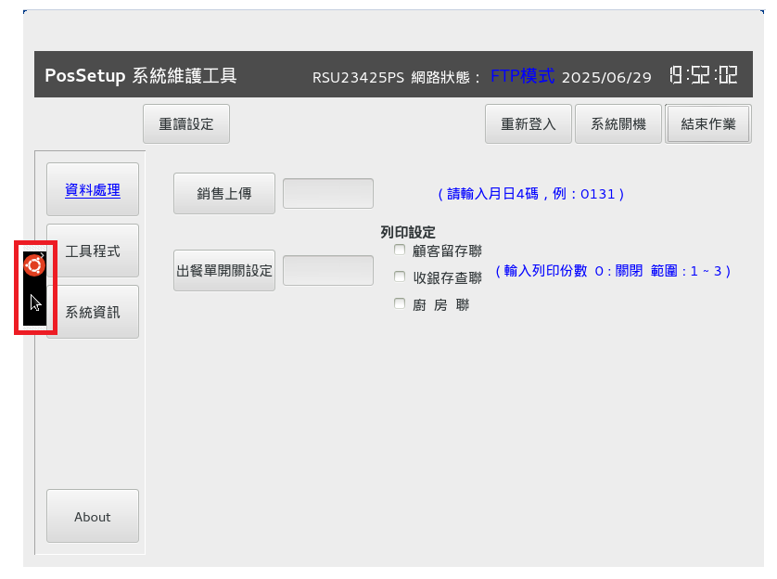 PosSetup 系統維護工具 RSU23425PS 網路狀態： FTP模式 2025/06/29 19:52:02
重讀設定 重新登入 系統關機 結束作業
資料處理 銷售上傳 (請輸入月日4碼，例：0131)
列印設定
工具程式 顧客留存聯
出餐單開關設定 收銀存查聯 (輸入列印份數 0:關閉 範圍:1~3)
系統資訊 廚 房 聯
About